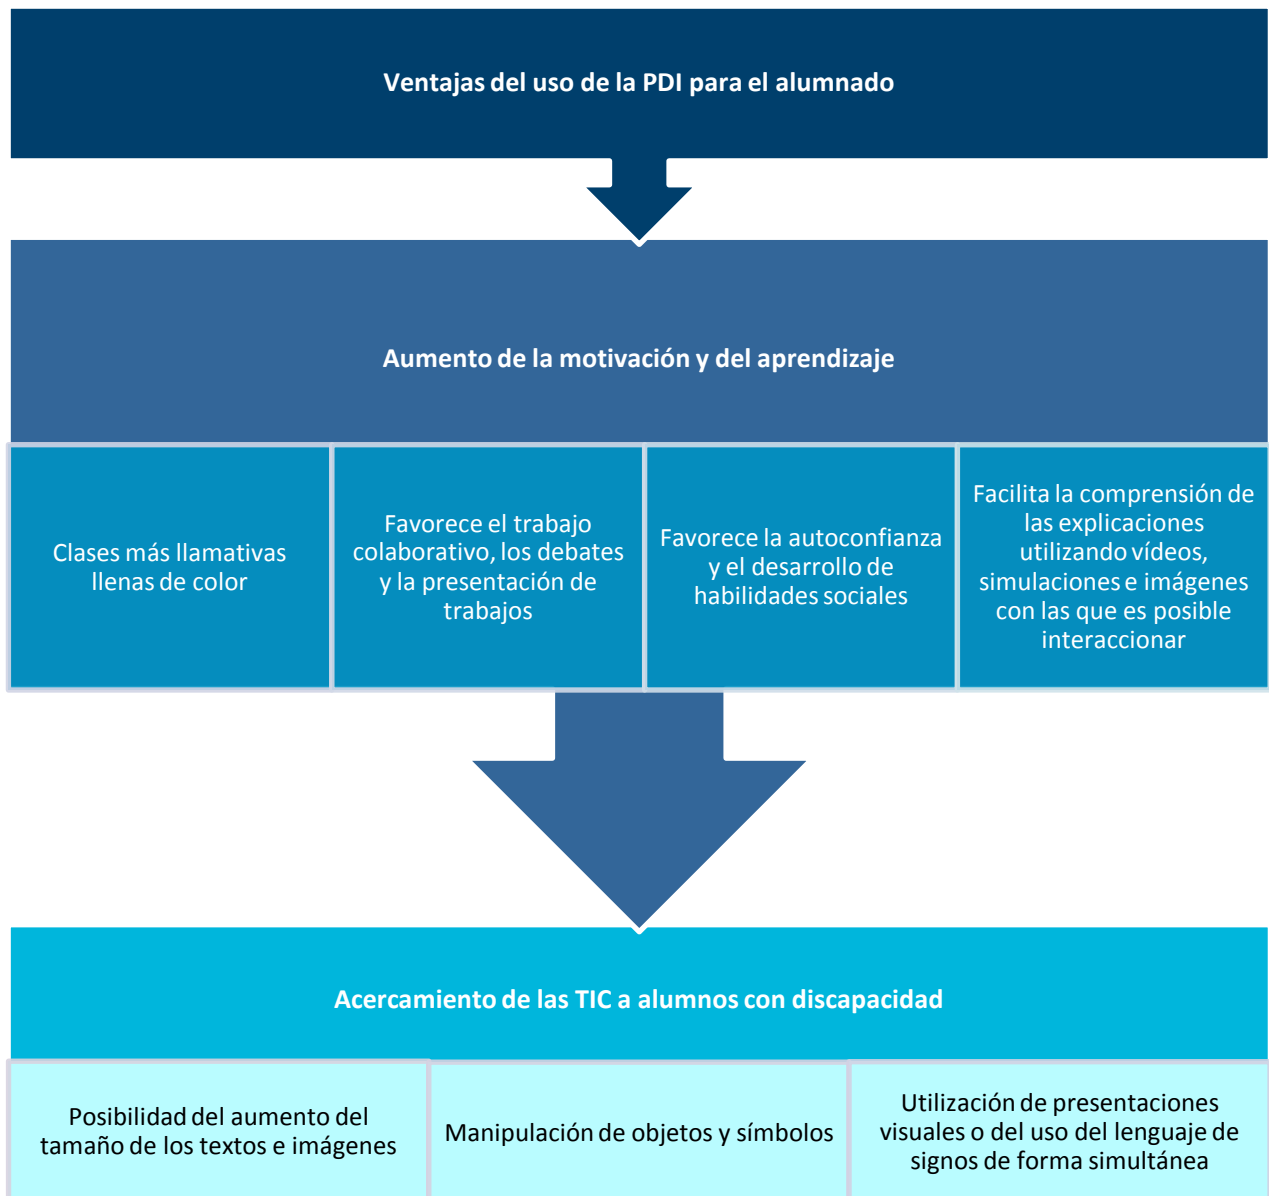 Ventajas del uso de la PDI para el alumnado
Aumento de la motivación y del aprendizaje
Clases más llamativas
llenas de color
Favorece el trabajo
colaborativo, los debates
y la presentación de
trabajos
Favorece la autoconfianza
y el desarrollo de
habilidades sociales
Facilita la comprensión de
las explicaciones
utilizando vídeos,
simulaciones e imágenes
con las que es posible
interaccionar
Acercamiento de las TIC a alumnos con discapacidad
Posibilidad del aumento del
tamaño de los textos e imágenes
Manipulación de objetos y símbolos
Utilización de presentaciones
visuales o del uso del lenguaje de
signos de forma simultánea